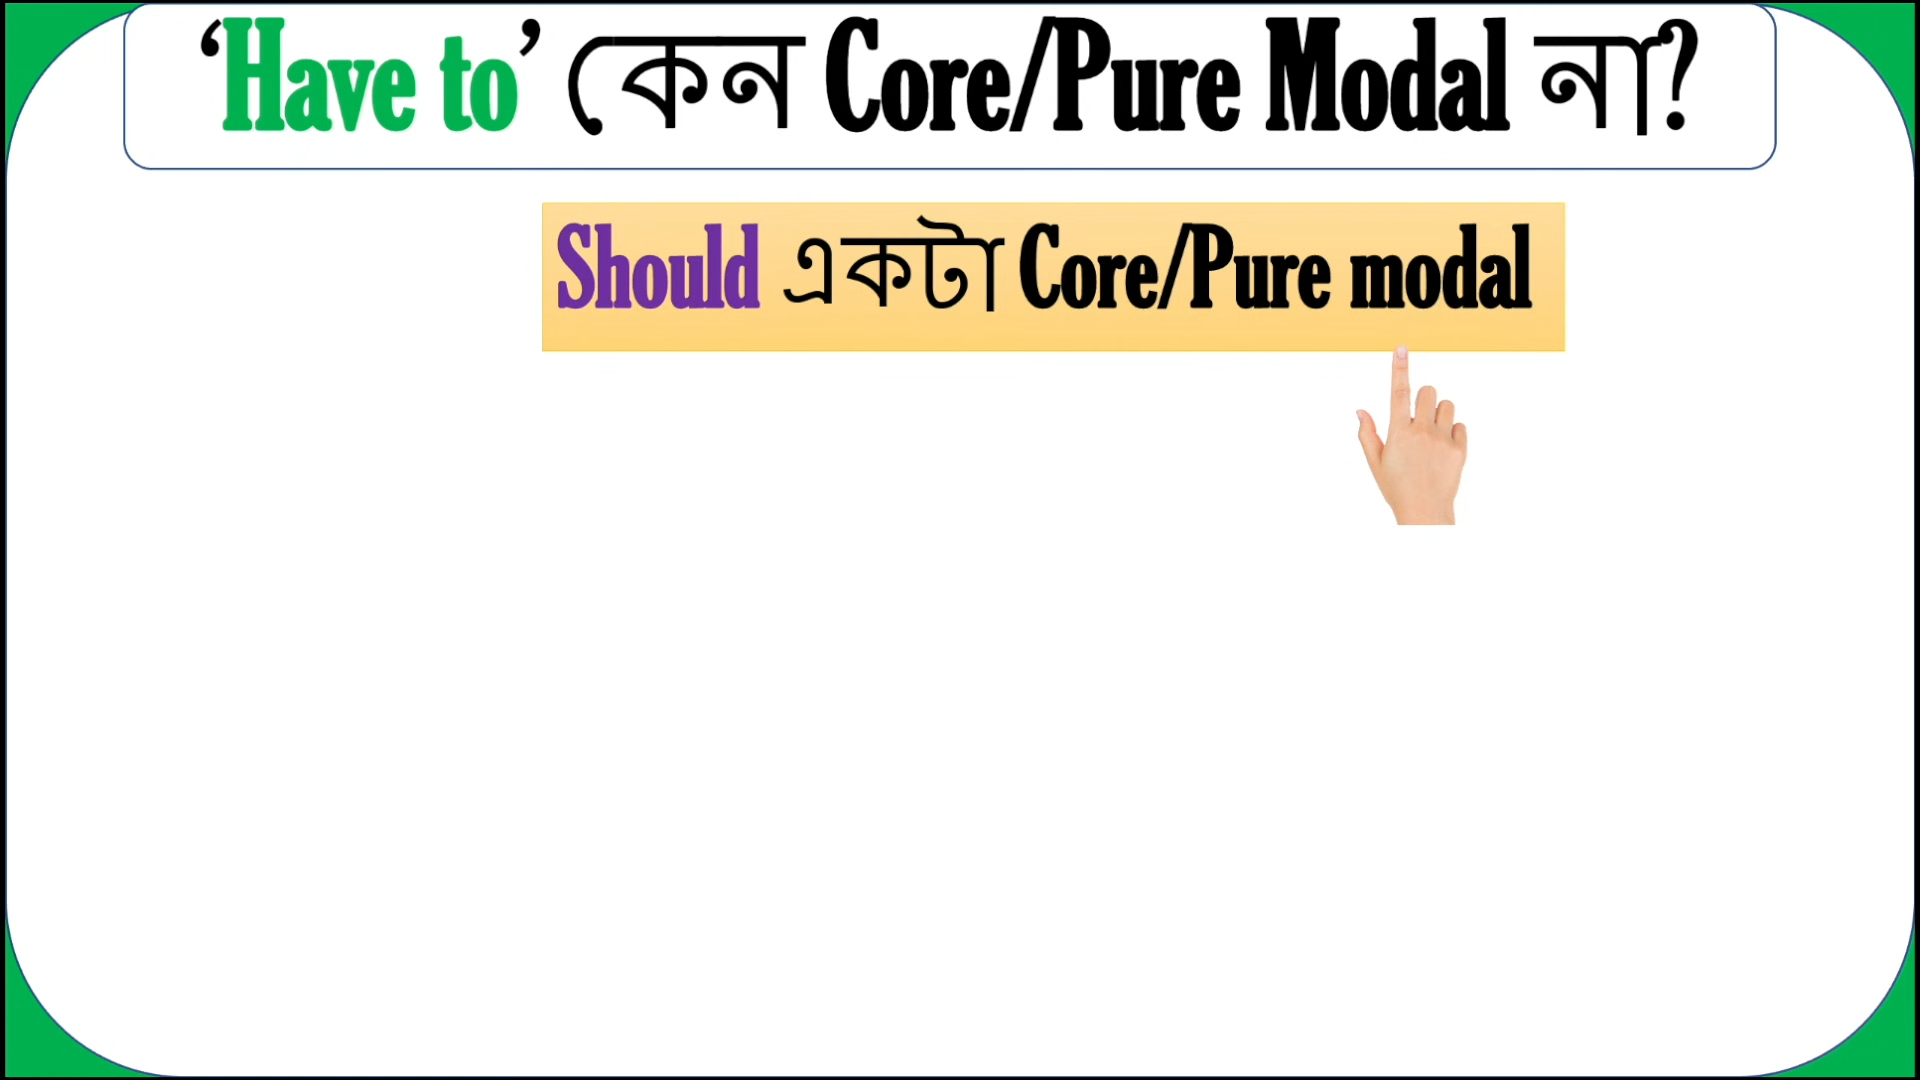 ‘Have to’ কেন Core/Pure Modal না?
Should একটা Core/Pure modal